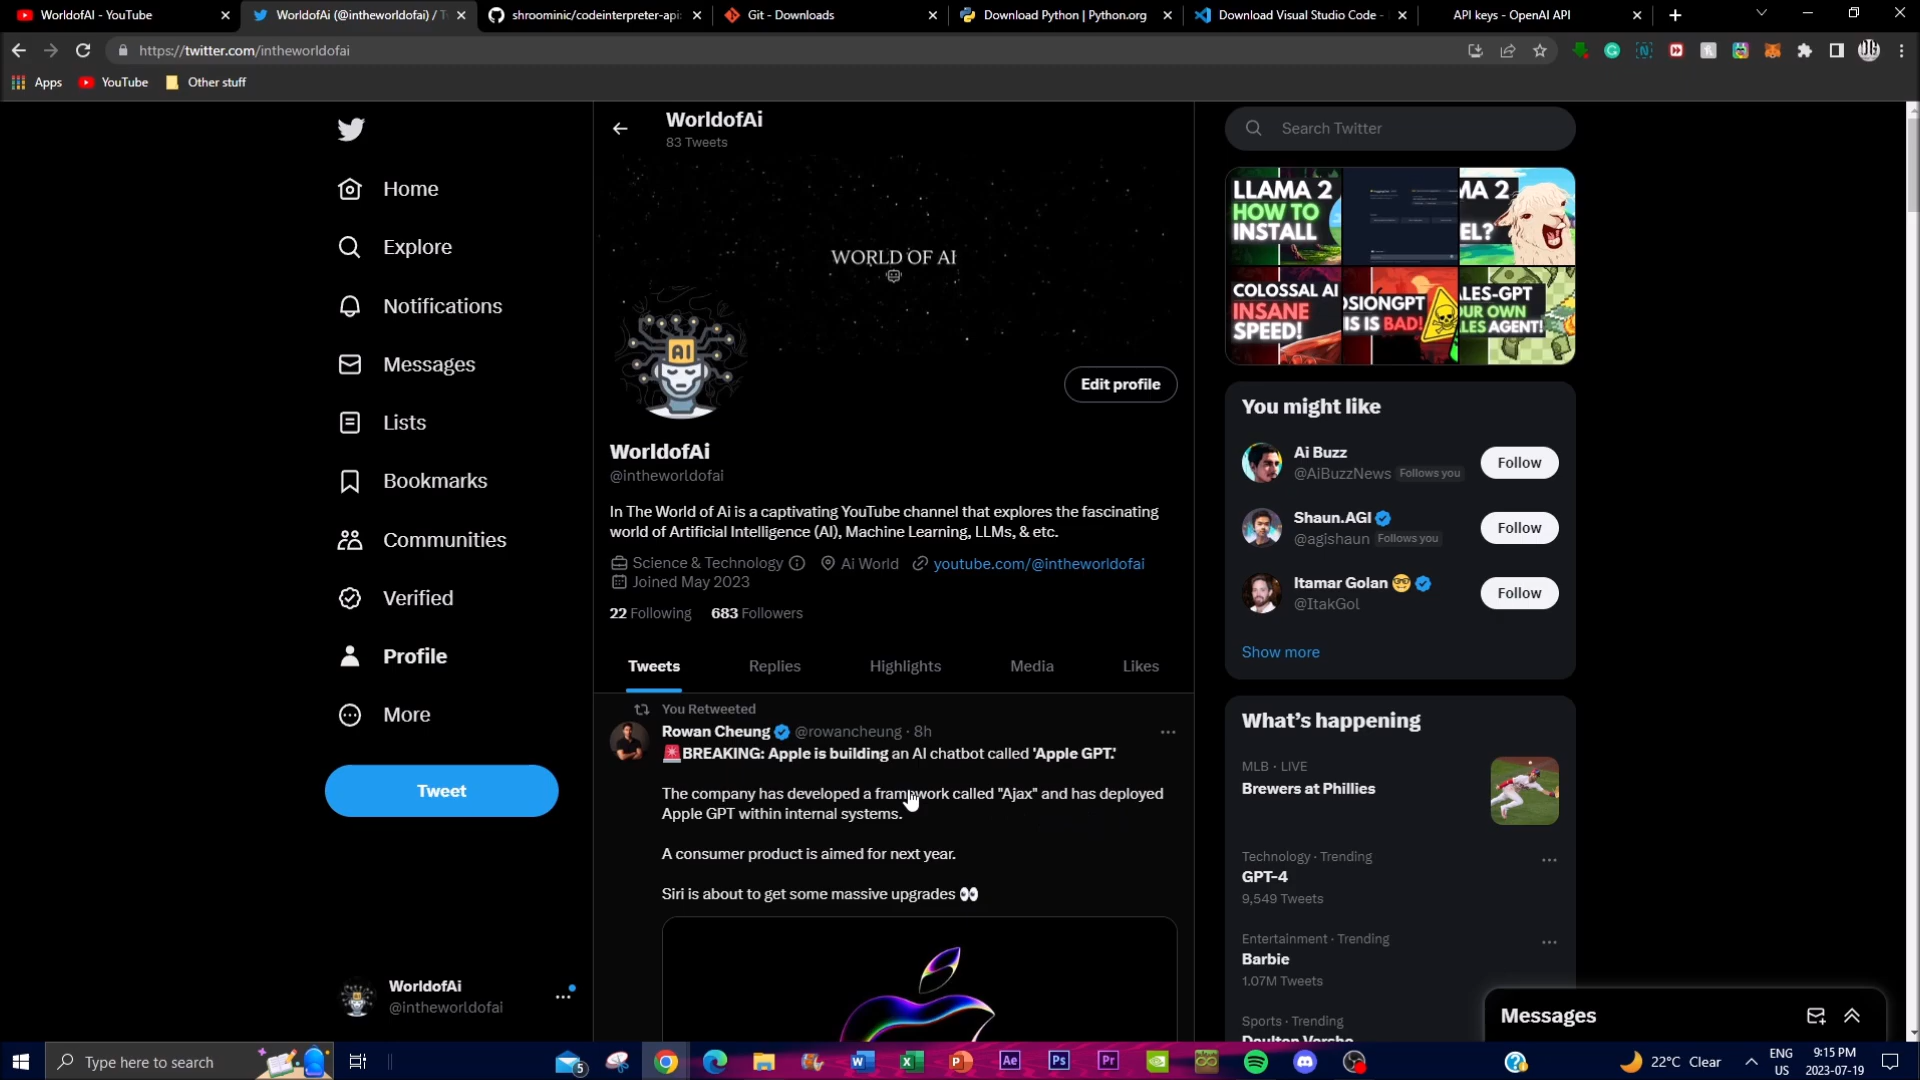 WorldofAI - YouTube
WorldofAi (@intheworldofai) / T
shroominic/codeinterpreter-api:
Git - Downloads
Download Python | Python.org
Download Visual Studio Code -
API keys - OpenAI API
https://twitter.com/intheworldofai
Apps
YouTube
Other stuff
Home
Explore
Notifications
Messages
Lists
Bookmarks
Communities
Verified
Profile
More
Tweet
WorldofAi
@intheworldofai
WorldofAi
83 Tweets
WORLD OF AI
AI
Edit profile
WorldofAi
@intheworldofai
In The World of Ai is a captivating YouTube channel that explores the fascinating
world of Artificial Intelligence (AI), Machine Learning, LLMs, & etc.
Science & Technology Ai World youtube.com/@intheworldofai
Joined May 2023
22 Following 683 Followers
Tweets Replies Highlights Media Likes
You Retweeted
Rowan Cheung @rowancheung · 8h
🚨BREAKING: Apple is building an AI chatbot called 'Apple GPT.'
The company has developed a framework called "Ajax" and has deployed
Apple GPT within internal systems.
A consumer product is aimed for next year.
Siri is about to get some massive upgrades 👀
Search Twitter
LLAMA 2
HOW TO
INSTALL
MA 2
EL?
COLOSSAL AI
INSANE
SPEED!
OSIONGPT
IS IS BAD!
LES-GPT
OUR OWN
LES AGENT!
You might like
Ai Buzz
@AiBuzzNews Follows you
Follow
Shaun.AGI
@agishaun Follows you
Follow
Itamar Golan 🤓
@ItakGol
Follow
Show more
What's happening
MLB · LIVE
Brewers at Phillies
Technology · Trending
GPT-4
9,549 Tweets
Entertainment · Trending
Barbie
1.07M Tweets
Sports · Trending
Messages
Type here to search
5
Ae
Ps
Pr
22°C Clear
ENG
US
9:15 PM
2023-07-19